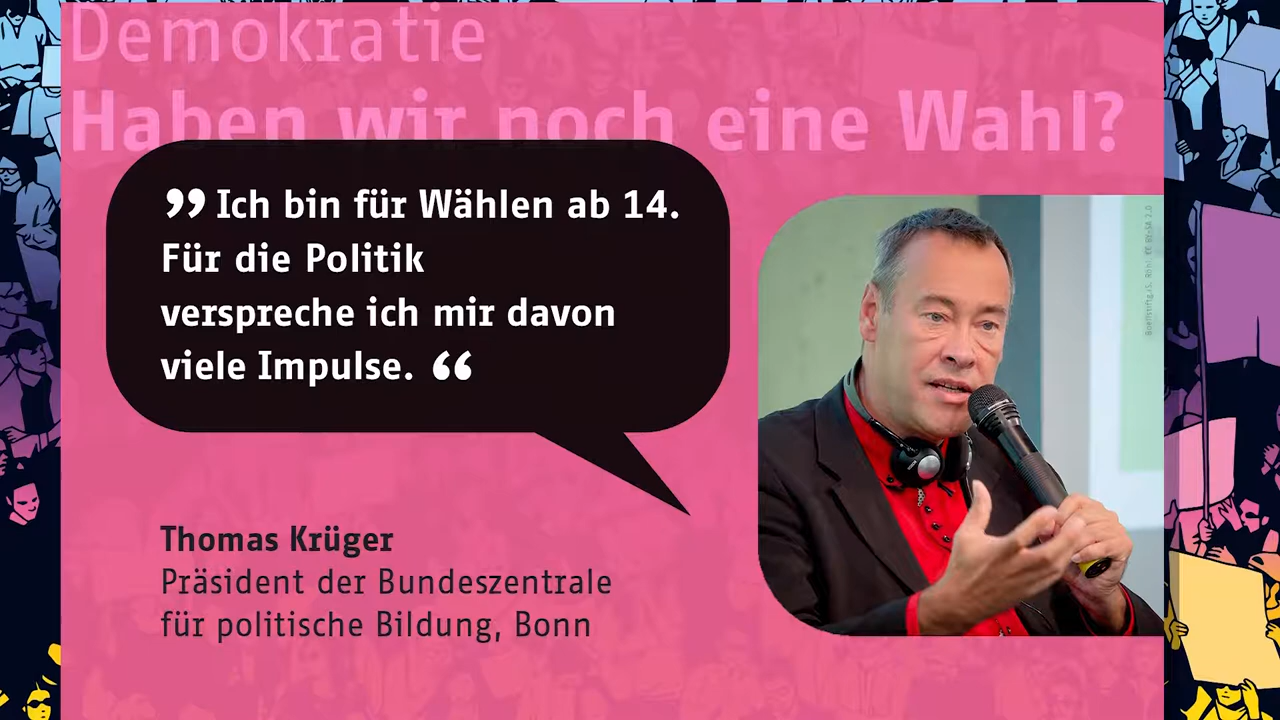 Demokratie
Haben wir noch eine Wahl?
”Ich bin für Wählen ab 14.
Für die Politik
verspreche ich mir davon
viele Impulse. “
Thomas Krüger
Präsident der Bundeszentrale
für politische Bildung, Bonn